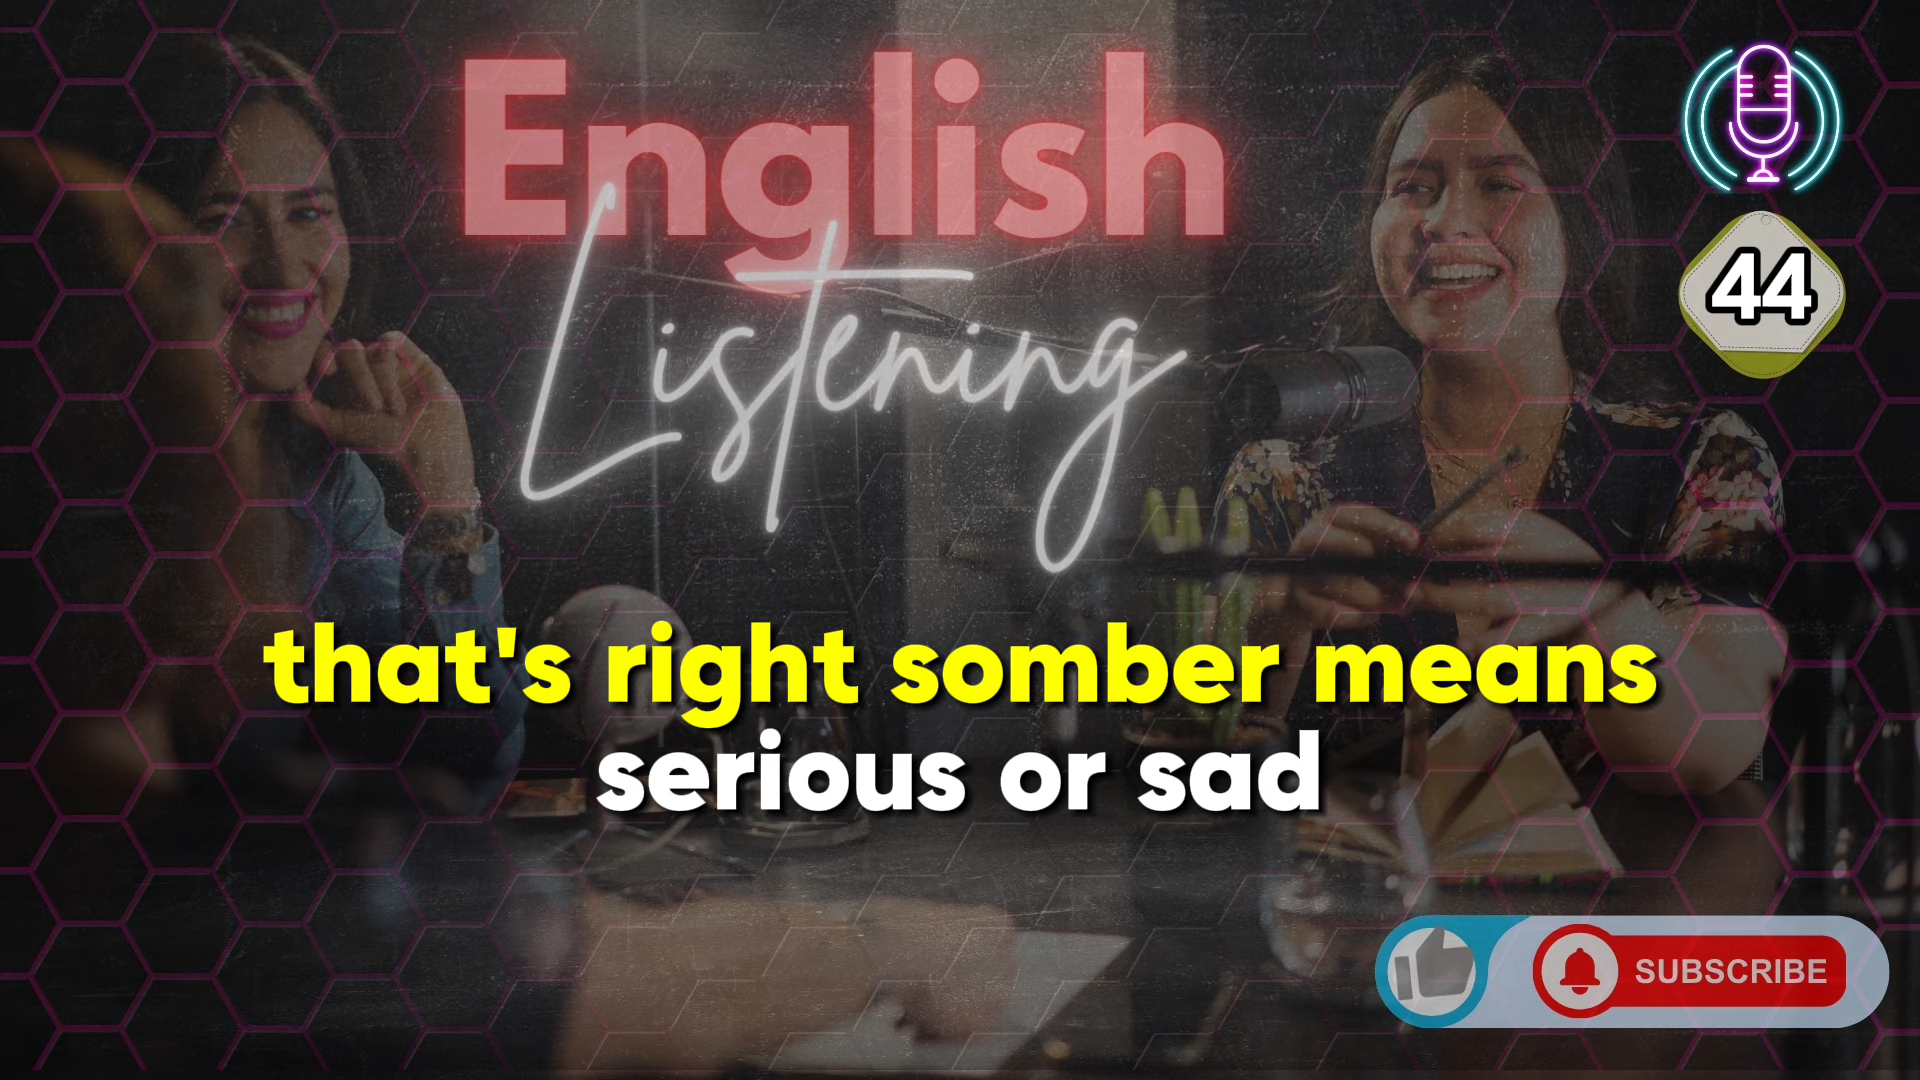 English
Listening
44
that's right somber means
serious or sad
SUBSCRIBE